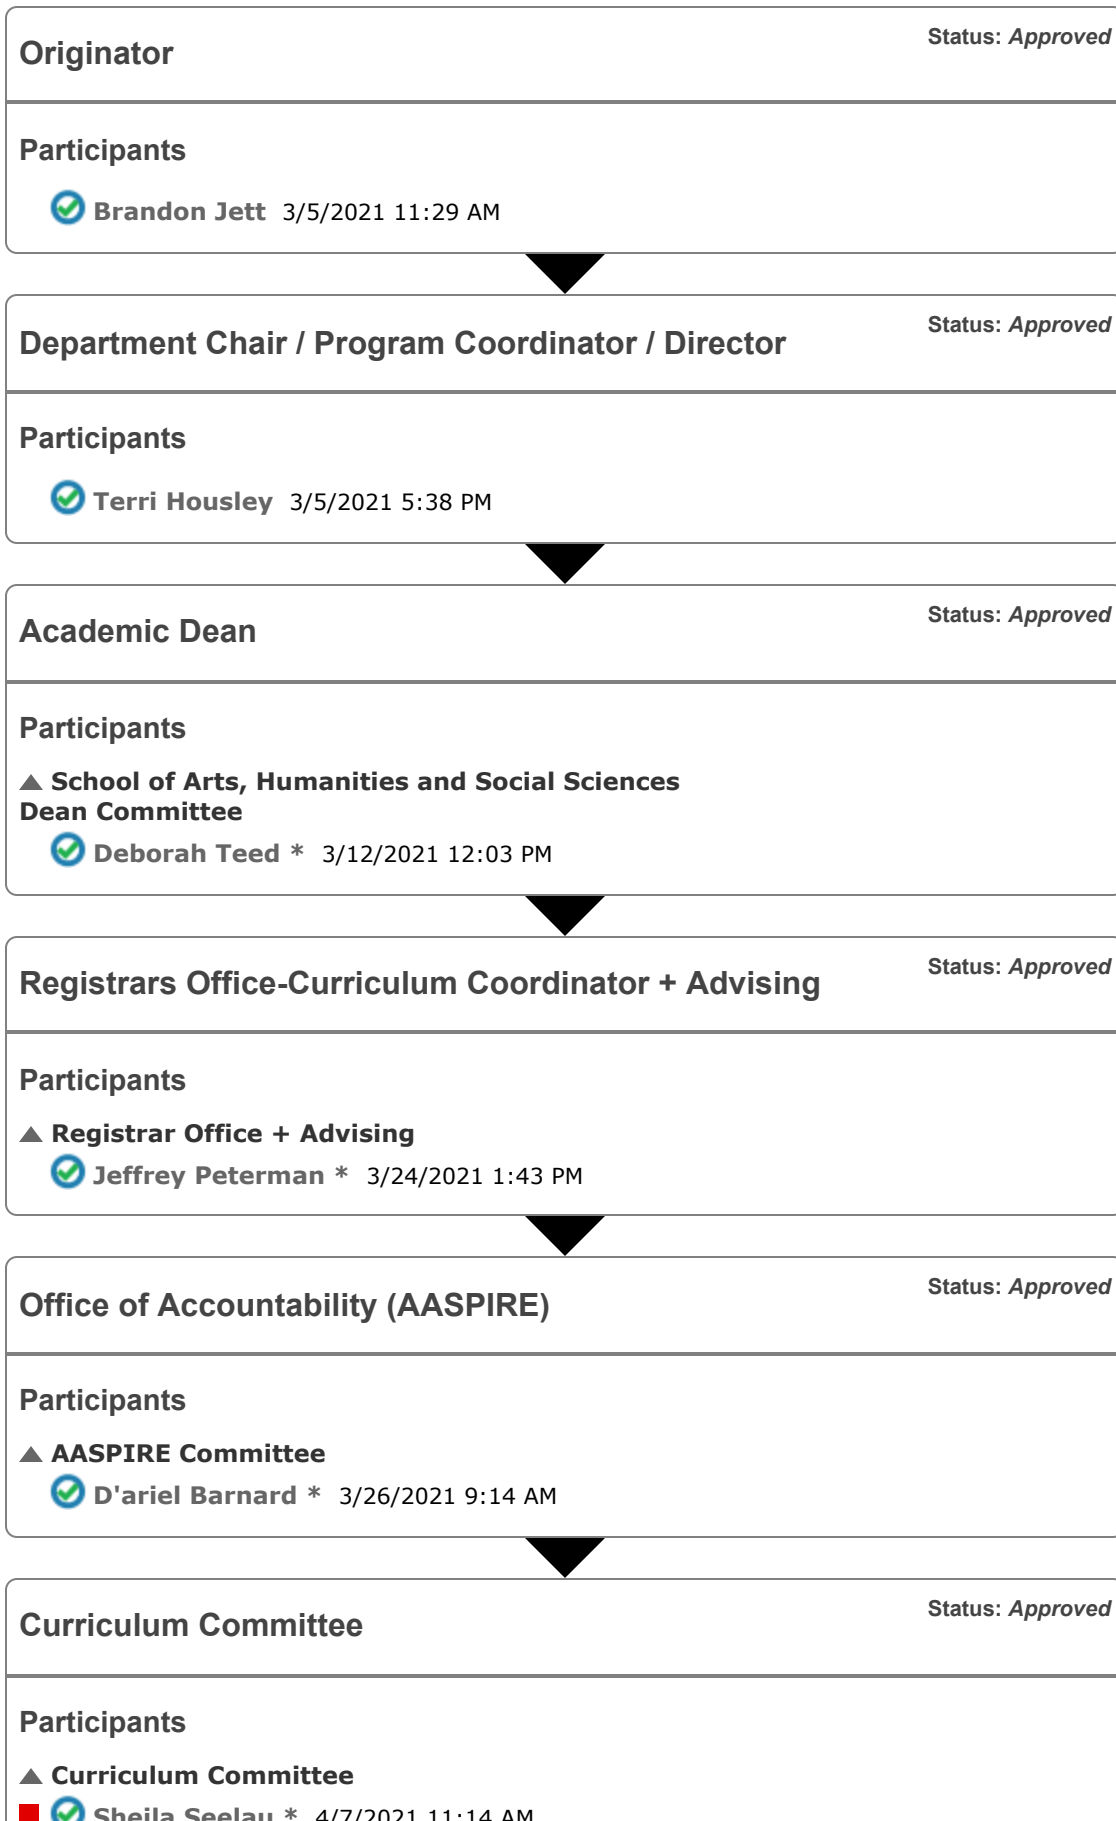 Originator
Status: Approved
Participants
Brandon Jett 3/5/2021 11:29 AM
Department Chair / Program Coordinator / Director
Status: Approved
Participants
Terri Housley 3/5/2021 5:38 PM
Academic Dean
Status: Approved
Participants
School of Arts, Humanities and Social Sciences
Dean Committee
Deborah Teed * 3/12/2021 12:03 PM
Registrars Office-Curriculum Coordinator + Advising
Status: Approved
Participants
Registrar Office + Advising
Jeffrey Peterman * 3/24/2021 1:43 PM
Office of Accountability (AASPIRE)
Status: Approved
Participants
AASPIRE Committee
D'ariel Barnard * 3/26/2021 9:14 AM
Curriculum Committee
Status: Approved
Participants
Curriculum Committee
Sheila Seelau * 4/7/2021 11:14 AM